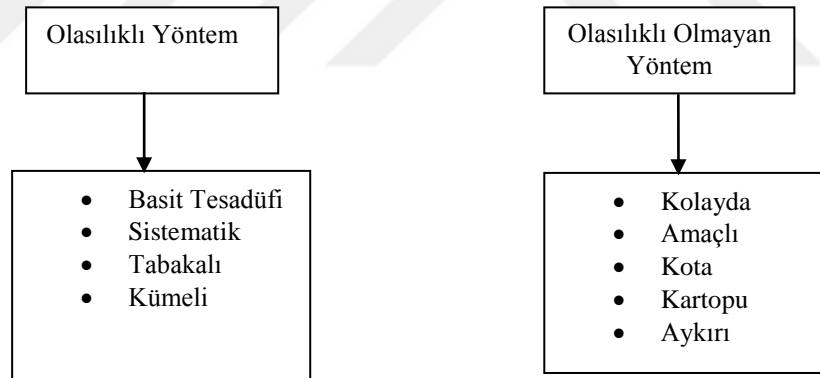 Olasılıklı Yöntem
• Basit Tesadüfi
• Sistematik
• Tabakalı
• Kümeli
Olasılıklı Olmayan
Yöntem
• Kolayda
• Amaçlı
• Kota
• Kartopu
• Aykırı